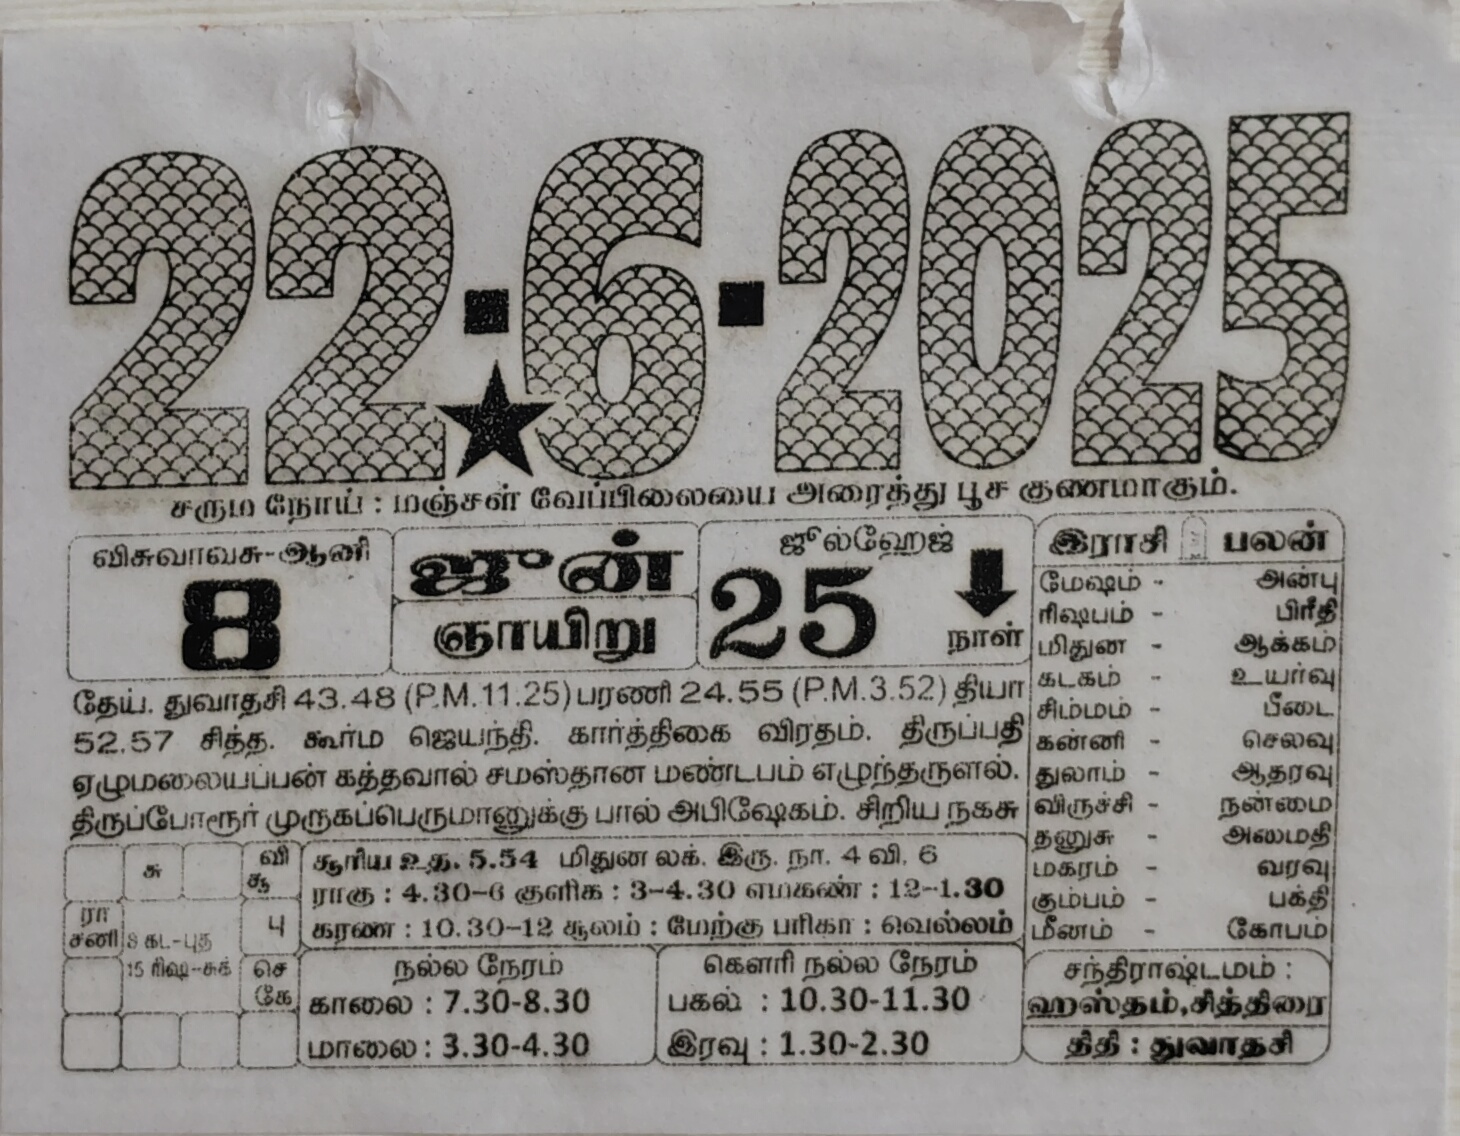 22-6-2025
சரும நோய் : மஞ்சள் வேப்பிலையை அரைத்து பூச குணமாகும்.
விசுவாவசு-ஆனி
8
ஜுன்
ஞாயிறு
ஜூல்ஹேஜ்
25
நாள்
தேய். துவாதசி 43.48 (P.M.11.25) பரணி 24.55 (P.M.3.52) தியா
52.57 சித்த. கூர்ம ஜெயந்தி. கார்த்திகை விரதம். திருப்பதி
ஏழுமலையப்பன் கத்தவால் சமஸ்தான மண்டபம் எழுந்தருளல்.
திருப்போரூர் முருகப்பெருமானுக்கு பால் அபிஷேகம். சிறிய நகசு
இராசி பலன்
மேஷம் - அன்பு
ரிஷபம் - பிரீதி
மிதுன - ஆக்கம்
கடகம் - உயர்வு
சிம்மம் - பீடை
கன்னி - செலவு
துலாம் - ஆதரவு
விருச்சி - நன்மை
தனுசு - அமைதி
மகரம் - வரவு
கும்பம் - பக்தி
மீனம் - கோபம்
சு
வி
சூ
ரா
சனி
பு
8 கட-புத
15 ரிஷ-சுக்
செ
கே
சூரிய உத. 5.54 மிதுன லக். இரு. நா. 4 வி. 6
ராகு : 4.30-6 குளிக : 3-4.30 எமகண் : 12-1.30
கரண : 10.30-12 சூலம் : மேற்கு பரிகா : வெல்லம்
நல்ல நேரம்
காலை : 7.30-8.30
மாலை : 3.30-4.30
கௌரி நல்ல நேரம்
பகல் : 10.30-11.30
இரவு : 1.30-2.30
சந்திராஷ்டமம் :
ஹஸ்தம்,சித்திரை
திதி : துவாதசி